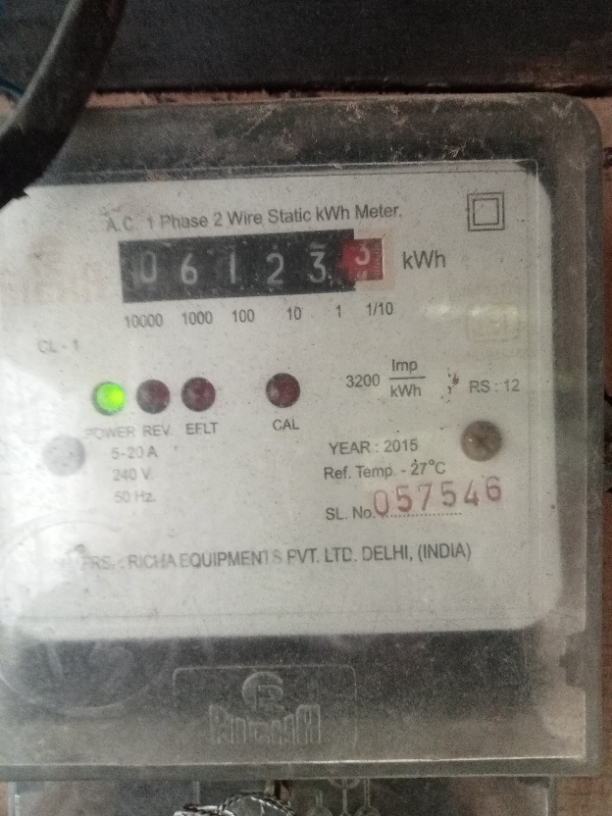 A.C. 1 Phase 2 Wire Static kWh Meter.
0 6 1 2 3 3 kWh
10000 1000 100 10 1 1/10
CL - 1
3200 Imp/kWh RS : 12
POWER REV. EFLT CAL
5-20 A
240 V.
50 Hz.
YEAR : 2015
Ref. Temp. - 27°C
SL. No. 057546
RICHA EQUIPMENTS PVT. LTD. DELHI, (INDIA)
RICHA